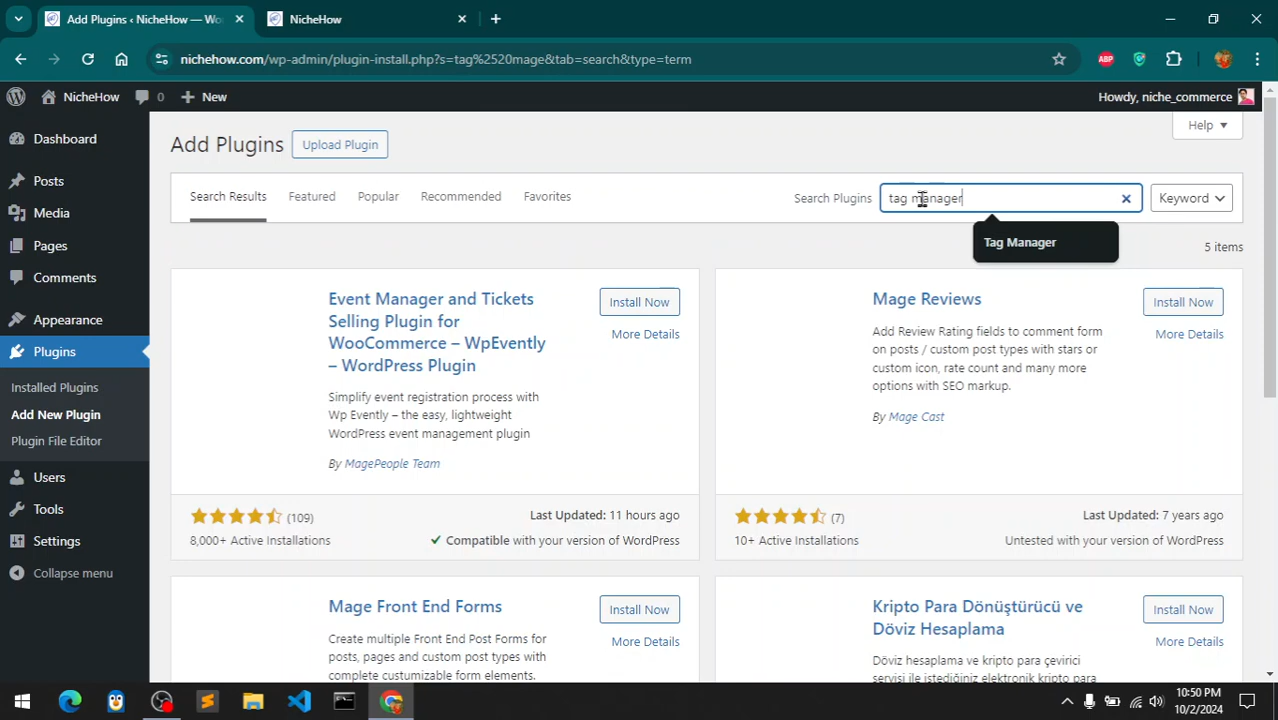 Add Plugins ‹ NicheHow — Wo
NicheHow
nichehow.com/wp-admin/plugin-install.php?s=tag%2520mage&tab=search&type=term
ABP
NicheHow
0
New
Howdy, niche_commerce
Dashboard
Posts
Media
Pages
Comments
Appearance
Plugins
Installed Plugins
Add New Plugin
Plugin File Editor
Users
Tools
Settings
Collapse menu
Add Plugins
Upload Plugin
Help
Search Results
Featured
Popular
Recommended
Favorites
Search Plugins
tag manager
Keyword
Tag Manager
5 items
Event Manager and Tickets
Selling Plugin for
WooCommerce – WpEvently
– WordPress Plugin
Install Now
More Details
Simplify event registration process with
Wp Evently – the easy, lightweight
WordPress event management plugin
By MagePeople Team
(109)
Last Updated: 11 hours ago
8,000+ Active Installations
Compatible with your version of WordPress
Mage Reviews
Install Now
More Details
Add Review Rating fields to comment form
on posts / custom post types with stars or
custom icon, rate count and many more
options with SEO markup.
By Mage Cast
(7)
Last Updated: 7 years ago
10+ Active Installations
Untested with your version of WordPress
Mage Front End Forms
Install Now
More Details
Create multiple Front End Post Forms for
posts, pages and custom post types with
complete custumizable form elements.
Kripto Para Dönüştürücü ve
Döviz Hesaplama
Install Now
More Details
Döviz hesaplama ve kripto para çevirici
servisi ile istediğiniz elektronik kripto para
10:50 PM
10/2/2024